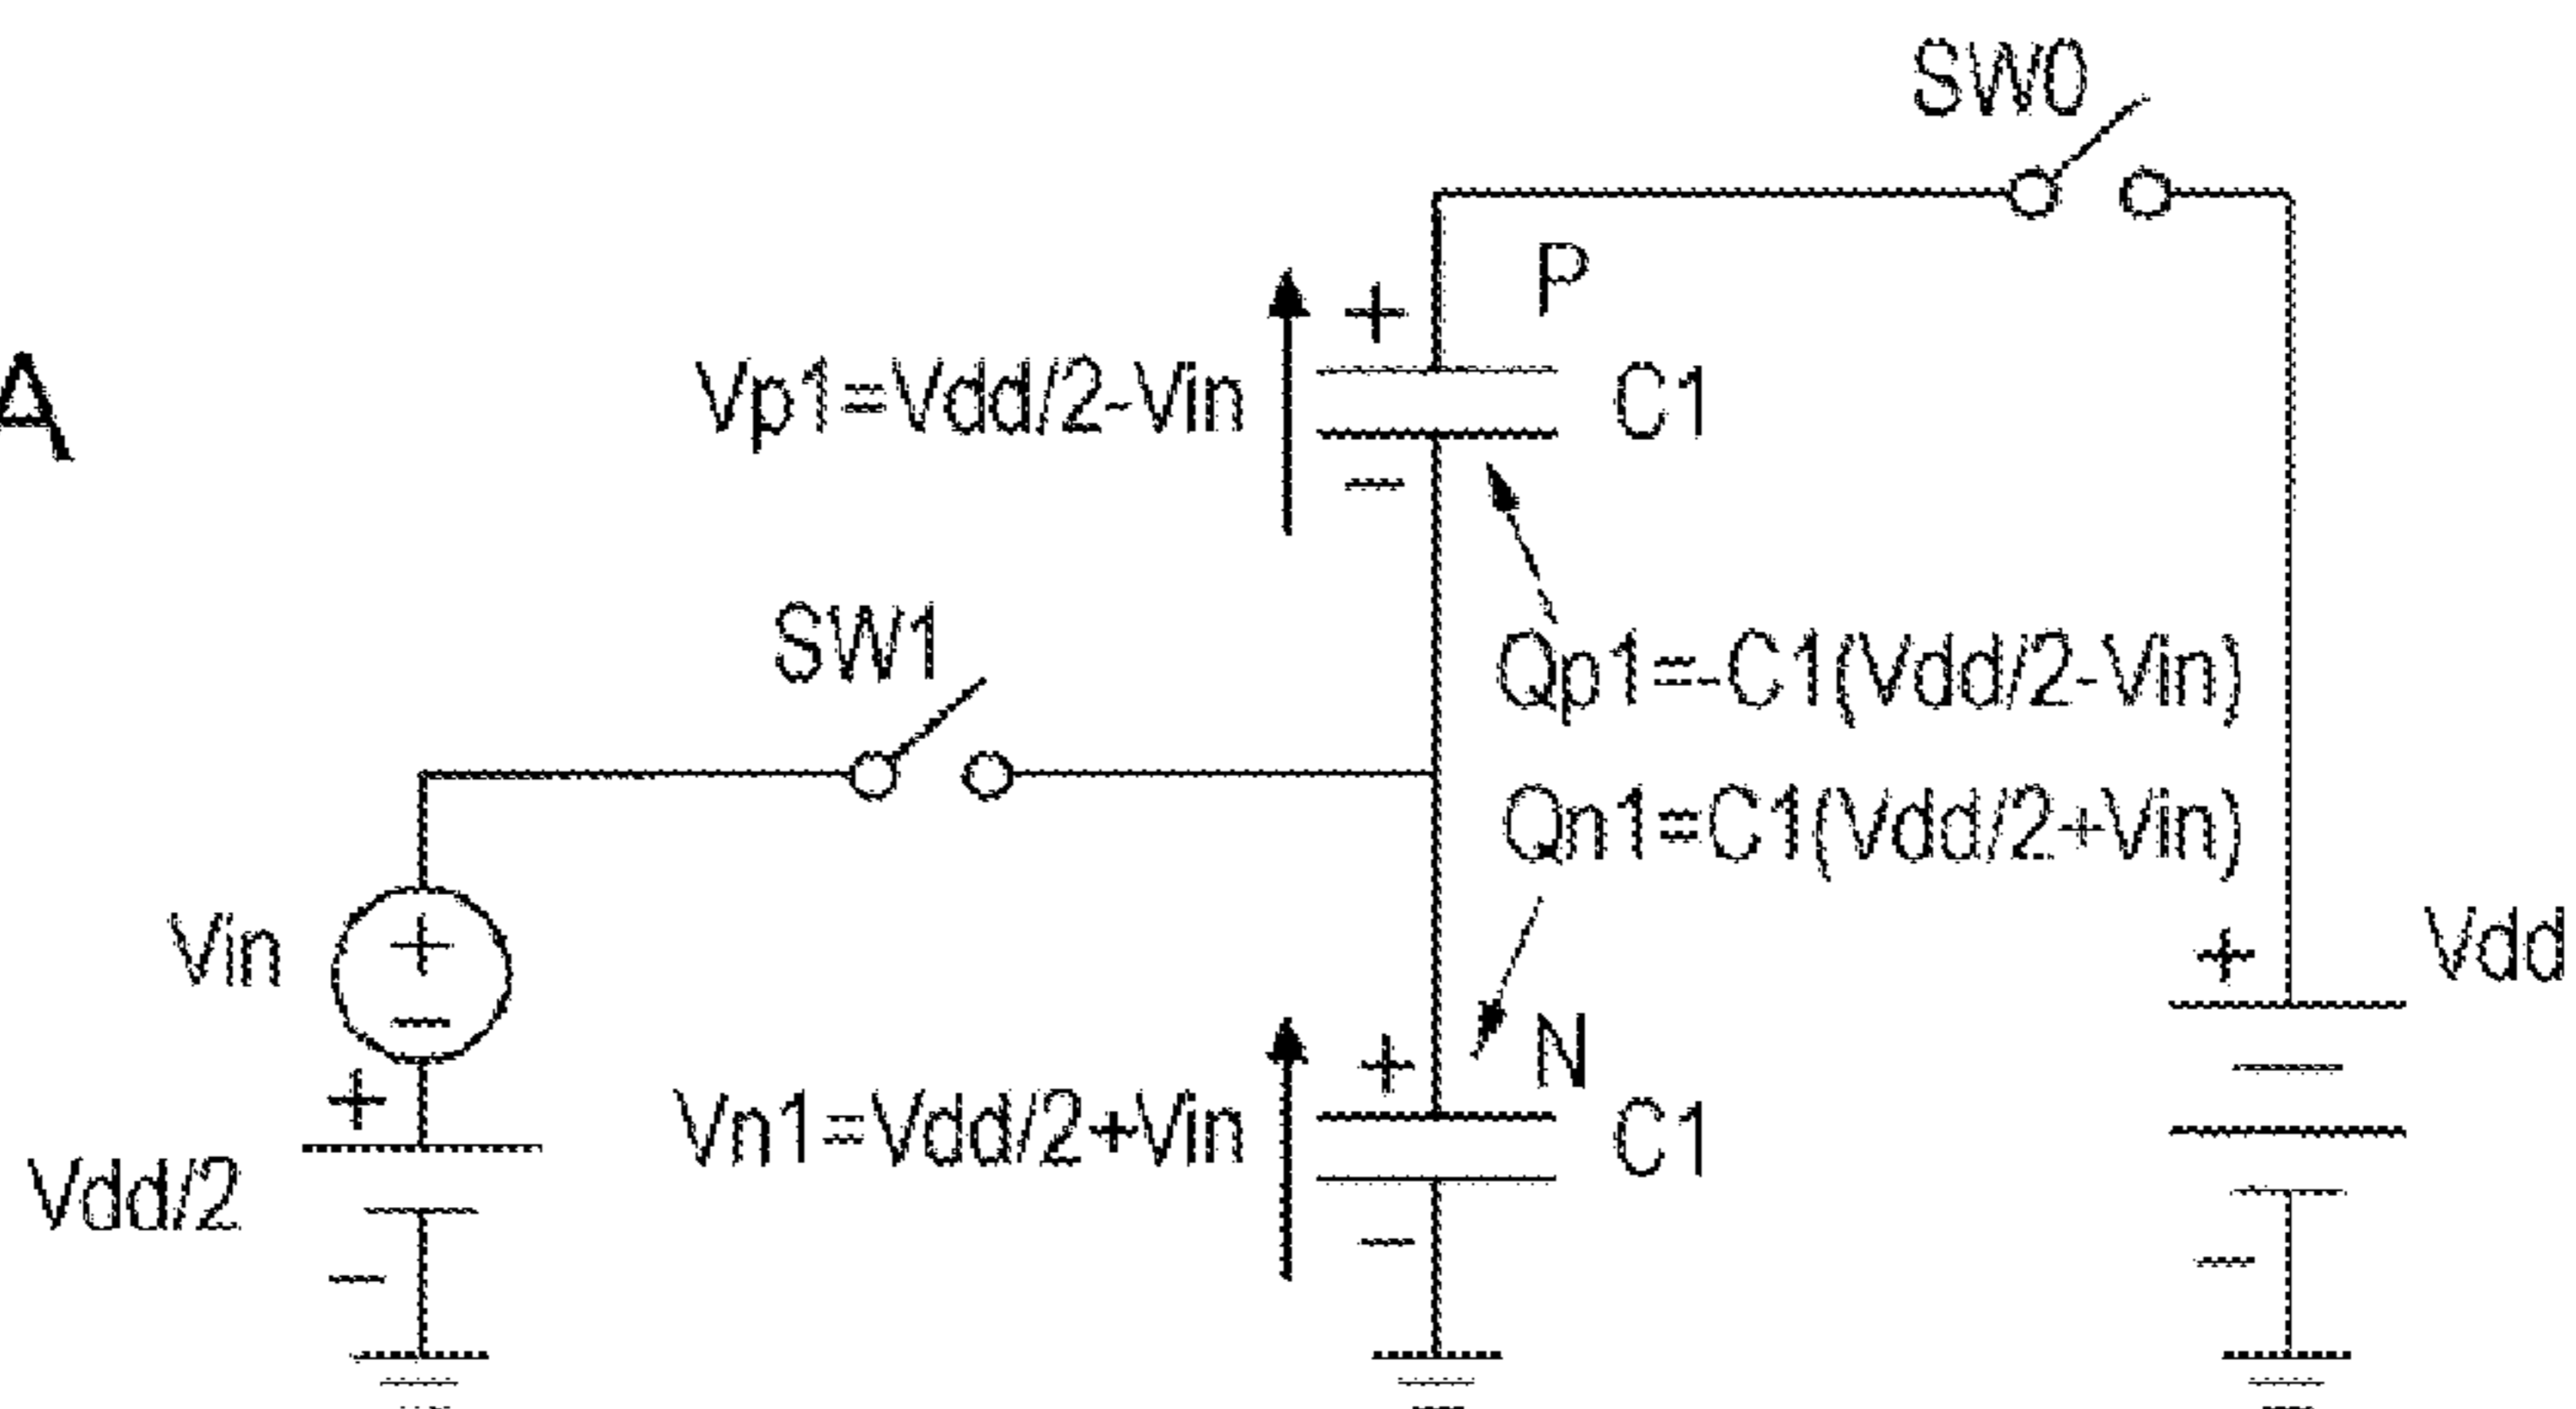 SW0
P
+
A
Vp1=Vdd/2-Vin
C1
−
SW1
Qp1=-C1(Vdd/2-Vin)
Qn1=C1(Vdd/2+Vin)
Vin
+
−
+
Vdd
N
+
+
Vn1=Vdd/2+Vin
C1
Vdd/2
−
−
−